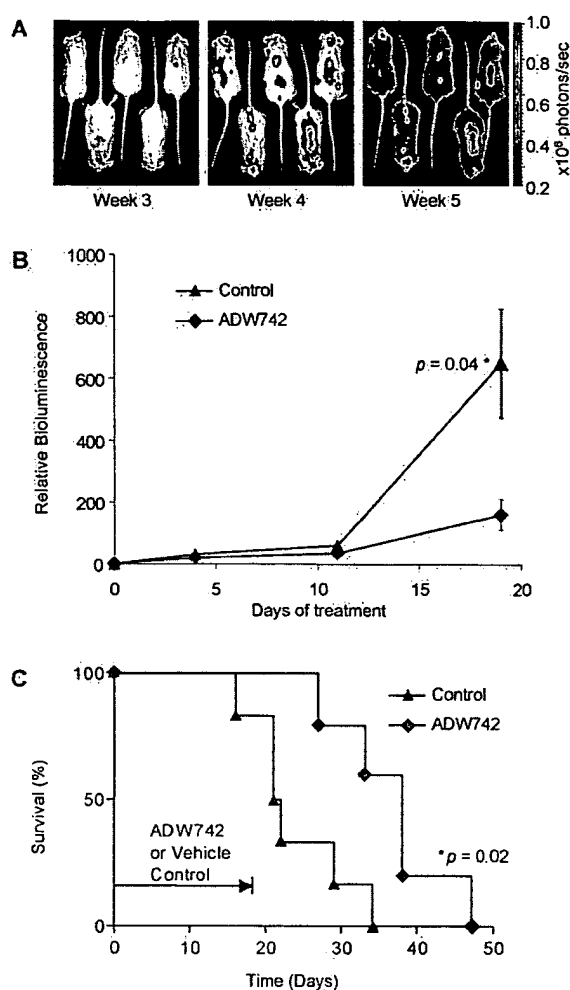 A
1.0
0.8
0.6
0.4
0.2
x10⁶ photons/sec
Week 3 Week 4 Week 5
B
1000
800
600
400
200
0
Relative Bioluminescence
Control
ADW742
p = 0.04 *
0 5 10 15 20
Days of treatment
C
100
50
0
Survival (%)
Control
ADW742
ADW742
or Vehicle
Control
* p = 0.02
0 10 20 30 40 50
Time (Days)